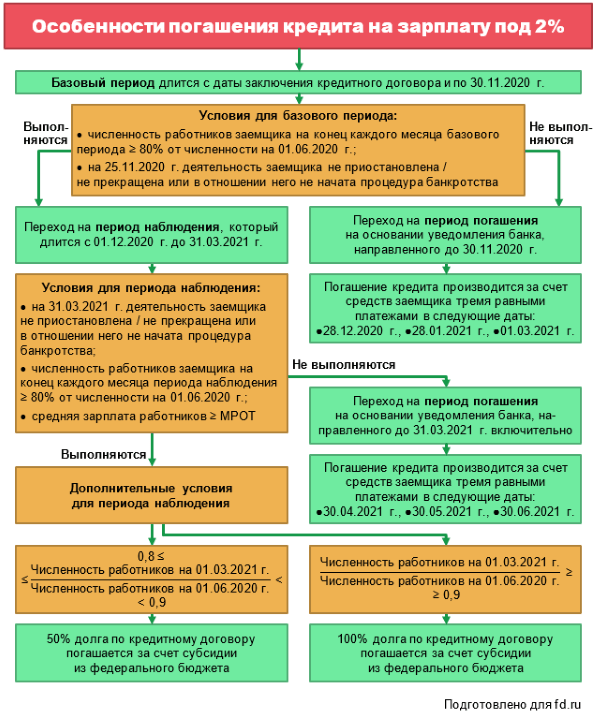 Особенности погашения кредита на зарплату под 2%
Базовый период длится с даты заключения кредитного договора и по 30.11.2020 г.
Условия для базового периода:
• численность работников заемщика на конец каждого месяца базового
периода ≥ 80% от численности на 01.06.2020 г.;
• на 25.11.2020 г. деятельность заемщика не приостановлена /
не прекращена или в отношении него не начата процедура банкротства
Выпол-
няются
Не выпол-
няются
Переход на период наблюдения, который
длится с 01.12.2020 г. до 31.03.2021 г.
Переход на период погашения
на основании уведомления банка,
направленного до 30.11.2020 г.
Условия для периода наблюдения:
• на 31.03.2021 г. деятельность заемщика
не приостановлена / не прекращена или
в отношении него не начата процедура
банкротства;
• численность работников заемщика на
конец каждого месяца периода наблюдения
≥ 80% от численности на 01.06.2020 г.;
• средняя зарплата работников ≥ МРОТ
Погашение кредита производится за счет
средств заемщика тремя равными
платежами в следующие даты:
●28.12.2020 г., ●28.01.2021 г., ●01.03.2021 г.
Не выполняются
Переход на период погашения
на основании уведомления банка, на-
правленного до 31.03.2021 г. включительно
Выполняются
Погашение кредита производится за счет
средств заемщика тремя равными
платежами в следующие даты:
●30.04.2021 г., ●30.05.2021 г., ●30.06.2021 г.
Дополнительные условия
для периода наблюдения
0,8 ≤
Численность работников на 01.03.2021 г.
≤ <
Численность работников на 01.06.2020 г.
< 0,9
Численность работников на 01.03.2021 г.
≥
Численность работников на 01.06.2020 г.
≥ 0,9
50% долга по кредитному договору
погашается за счет субсидии
из федерального бюджета
100% долга по кредитному договору
погашается за счет субсидии
из федерального бюджета
Подготовлено для fd.ru